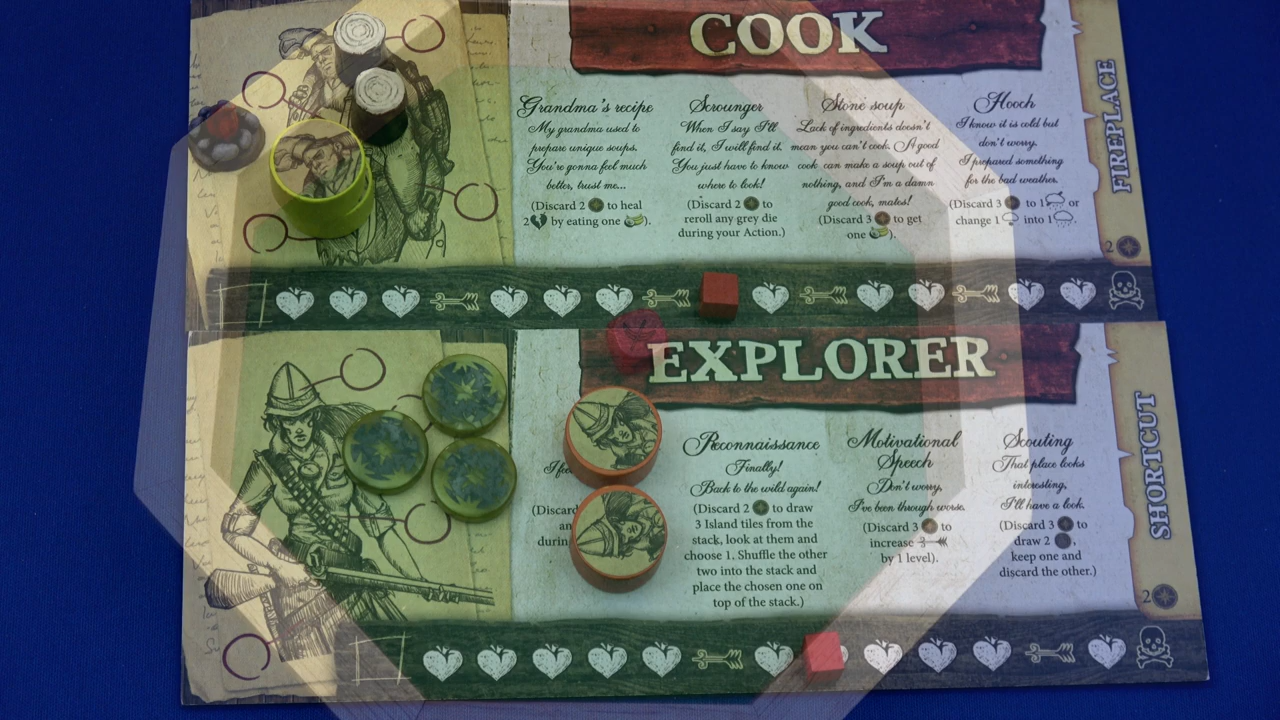 COOK
Grandma's recipe
My grandma used to
prepare unique soups.
You're gonna feel much
better, trust me...
(Discard 2 to heal
2 by eating one ).
Scrounger
When I say I'll
find it, I will find it.
You just have to know
where to look!
(Discard 2 to
reroll any grey die
during your Action.)
Stone soup
Lack of ingredients doesn't
mean you can't cook. A good
cook can make a soup out of
nothing, and I'm a damn
good cook, mates!
(Discard 3 to get
one ).
Hooch
I know it is cold but
don't worry.
I prepared something
for the bad weather.
(Discard 3 to 1 or
change 1 into 1 ).
FIREPLACE
2
EXPLORER
(Discard
Reconnaissance
Finally!
Back to the wild again!
(Discard 2 to draw
3 Island tiles from the
stack, look at them and
choose 1. Shuffle the other
two into the stack and
place the chosen one on
top of the stack.)
Motivational
Speech
Don't worry,
I've been through worse.
(Discard 3 to
increase
by 1 level).
Scouting
That place looks
interesting,
I'll have a look.
(Discard 3 to
draw 2 ,
keep one and
discard the other.)
SHORTCUT
2